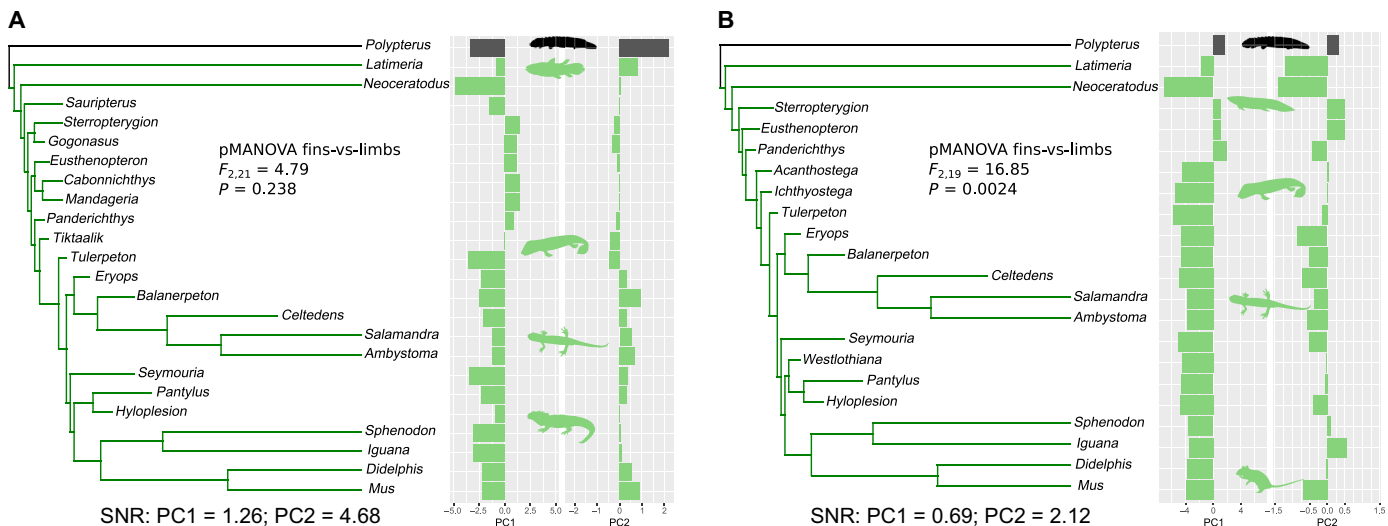 A
Polypterus
Latimeria
Neoceratodus
Sauripterus
Sterropterygion
Gogonasus
Eusthenopteron
Cabonnichthys
Mandageria
Panderichthys
Tiktaalik
Tulerpeton
Eryops
Balanerpeton
Celtedens
Salamandra
Ambystoma
Seymouria
Pantylus
Hyloplesion
Sphenodon
Iguana
Didelphis
Mus
pMANOVA fins-vs-limbs
F2,21 = 4.79
P = 0.238
−5.0 −2.5 0.0 2.5 5.0 −2 −1 0 1 2
PC1 PC2
SNR: PC1 = 1.26; PC2 = 4.68
B
Polypterus
Latimeria
Neoceratodus
Sterropterygion
Eusthenopteron
Panderichthys
Acanthostega
Ichthyostega
Tulerpeton
Eryops
Balanerpeton
Celtedens
Salamandra
Ambystoma
Seymouria
Westlothiana
Pantylus
Hyloplesion
Sphenodon
Iguana
Didelphis
Mus
pMANOVA fins-vs-limbs
F2,19 = 16.85
P = 0.0024
−4 0 4 −1.5 −0.5 0.0 0.5 1.5
PC1 PC2
SNR: PC1 = 0.69; PC2 = 2.12